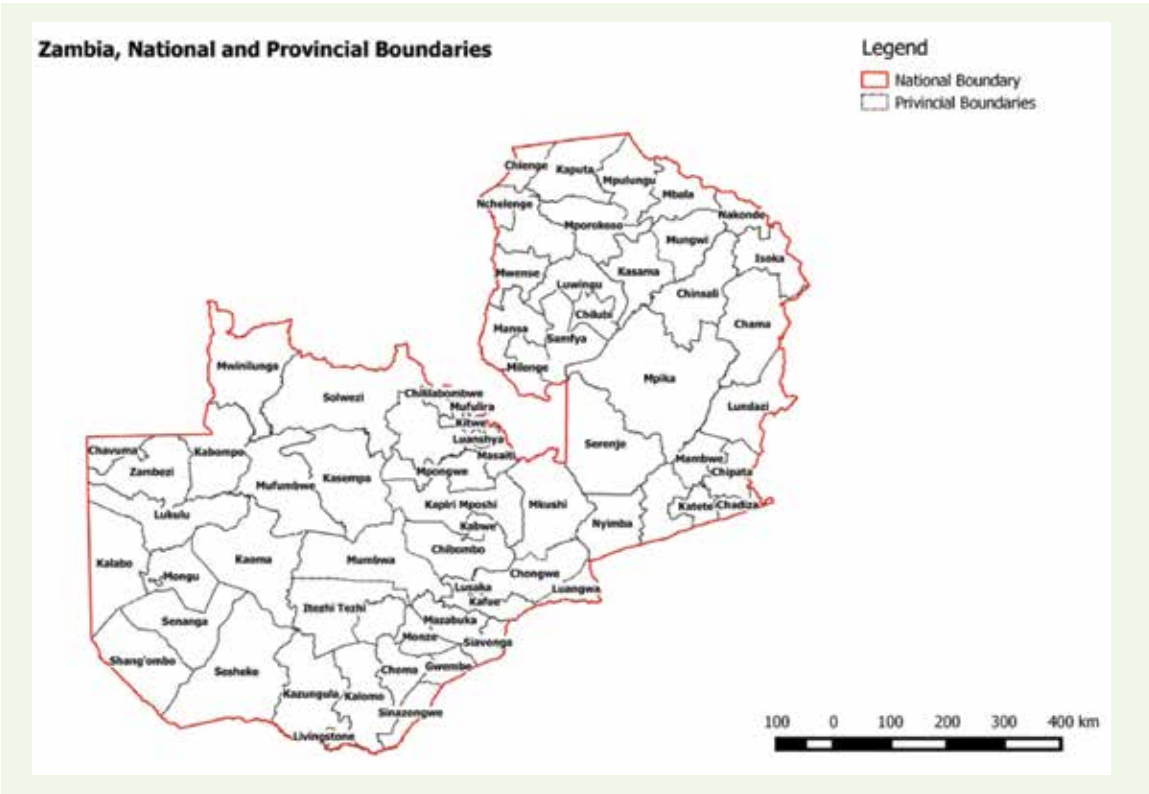 Zambia, National and Provincial Boundaries
Legend
National Boundary
Privincial Boundaries
Chienge
Kaputa
Mpulungu
Mbala
Nchelenge
Nakonde
Mporokoso
Mungwi
Isoka
Mwense
Kasama
Luwingu
Chinsali
Chilubi
Mansa
Samfya
Chama
Milenge
Mpika
Mwinilunga
Solwezi
Chililabombwe
Mufulira
Lundazi
Kitwe
Luanshya
Serenje
Chavuma
Kabompo
Masaiti
Mambwe
Zambezi
Mpongwe
Chipata
Kasempa
Mufumbwe
Kapiri Mposhi
Mkushi
Katete
Chadiza
Lukulu
Kabwe
Nyimba
Chibombo
Kalabo
Kaoma
Mumbwa
Mongu
Chongwe
Lusaka
Luangwa
Kafue
Itezhi Tezhi
Senanga
Mazabuka
Monze
Siavonga
Shang'ombo
Sesheke
Choma
Gwembe
Kazungula
Kalomo
Sinazongwe
Livingstone
100 0 100 200 300 400 km